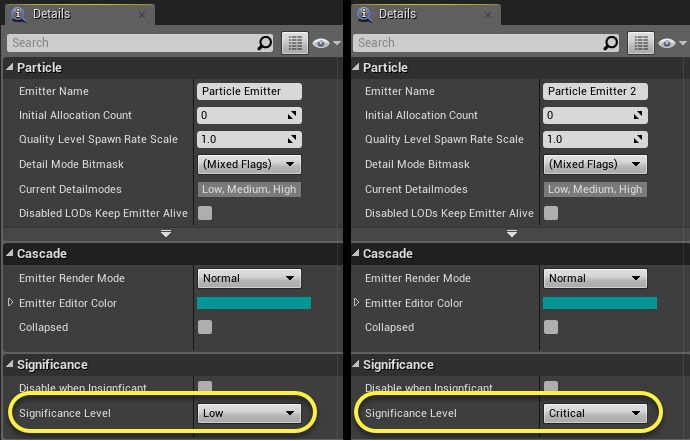 Details
Search
Particle
Emitter Name Particle Emitter
Initial Allocation Count 0
Quality Level Spawn Rate Scale 1.0
Detail Mode Bitmask (Mixed Flags)
Current Detailmodes Low, Medium, High
Disabled LODs Keep Emitter Alive
Cascade
Emitter Render Mode Normal
Emitter Editor Color
Collapsed
Significance
Disable when Insignficant
Significance Level Low
Details
Search
Particle
Emitter Name Particle Emitter 2
Initial Allocation Count 0
Quality Level Spawn Rate Scale 1.0
Detail Mode Bitmask (Mixed Flags)
Current Detailmodes Low, Medium, High
Disabled LODs Keep Emitter Alive
Cascade
Emitter Render Mode Normal
Emitter Editor Color
Collapsed
Significance
Disable when Insignficant
Significance Level Critical